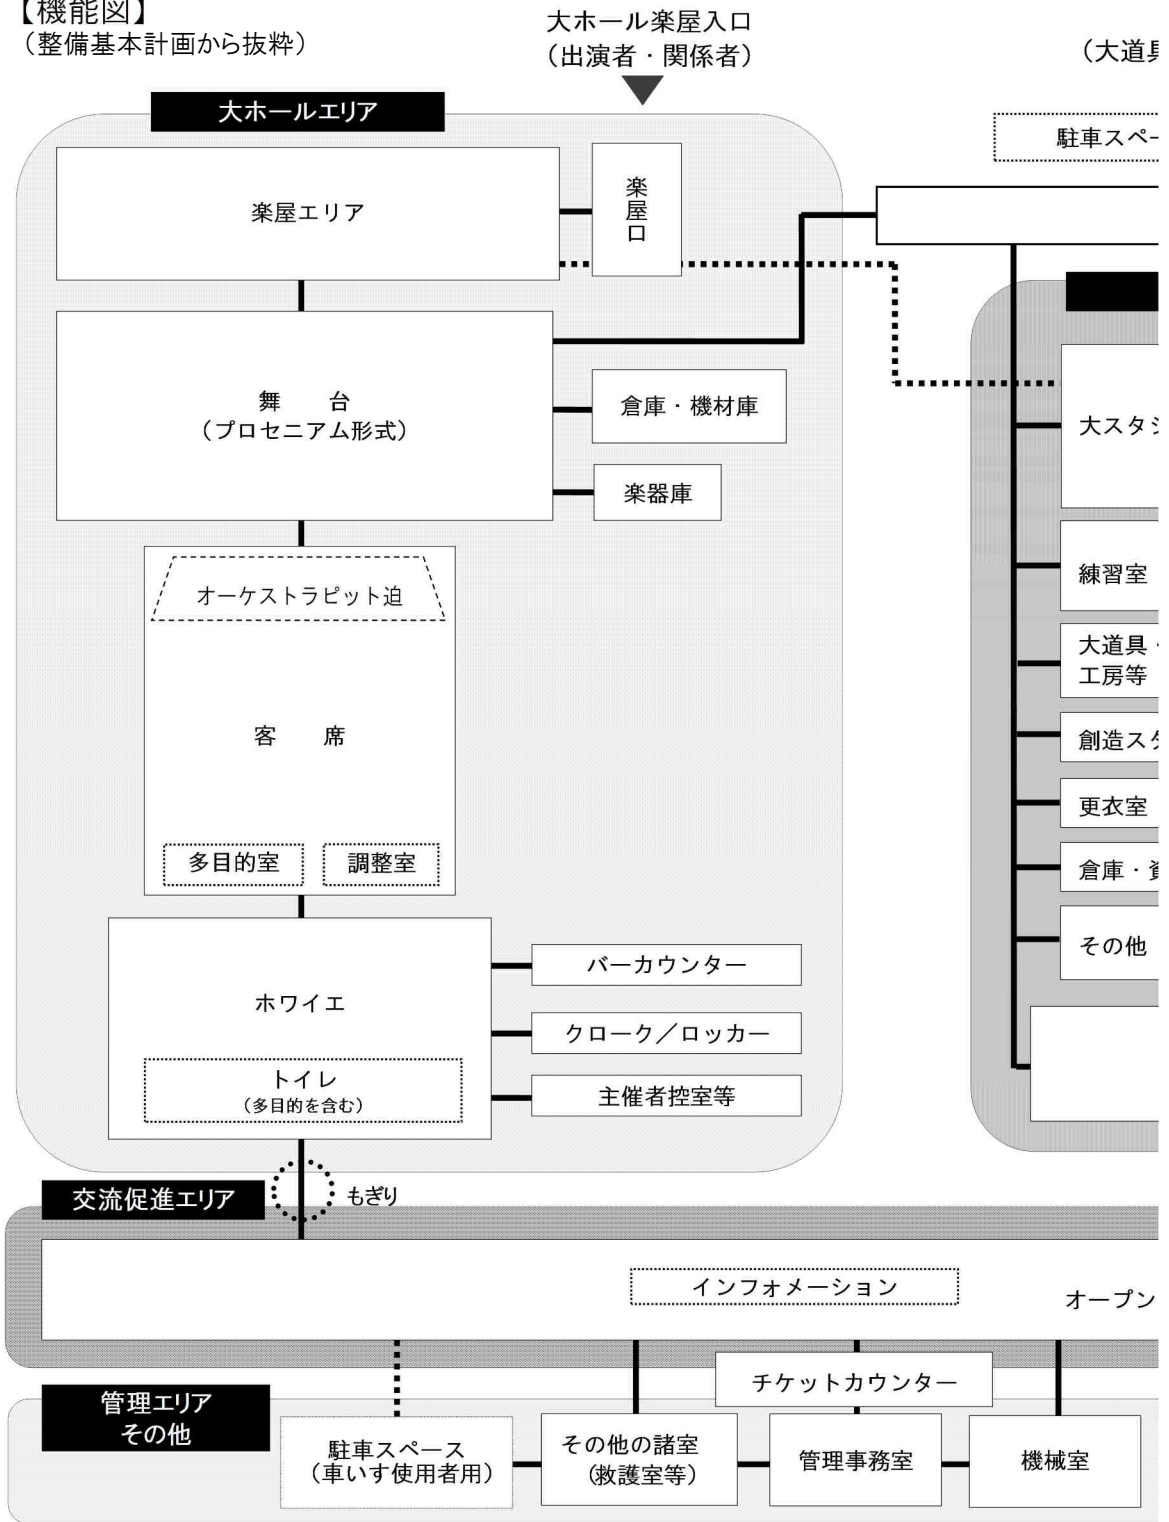 【機能図】
（整備基本計画から抜粋）
大ホール楽屋入口
（出演者・関係者）
（大道具
大ホールエリア
駐車スペー
楽屋エリア
楽屋口
舞　台
（プロセニアム形式）
倉庫・機材庫
楽器庫
大スタジ
オーケストラピット迫
練習室
大道具・
工房等
客　席
創造スタ
更衣室
多目的室
調整室
倉庫・資
その他
ホワイエ
バーカウンター
クローク／ロッカー
トイレ
（多目的を含む）
主催者控室等
交流促進エリア
もぎり
インフォメーション
オープン
チケットカウンター
管理エリア
その他
駐車スペース
（車いす使用者用）
その他の諸室
（救護室等）
管理事務室
機械室